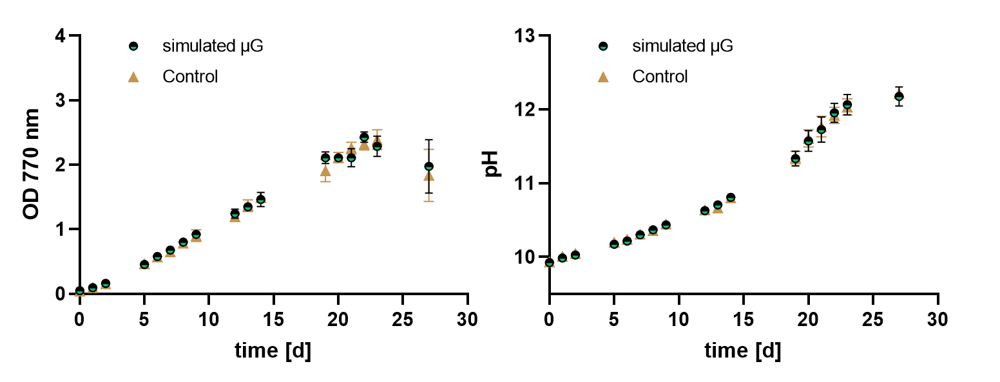 4
3
2
1
0
OD 770 nm
simulated µG
Control
0 5 10 15 20 25 30
time [d]
13
12
11
10
pH
simulated µG
Control
0 5 10 15 20 25 30
time [d]